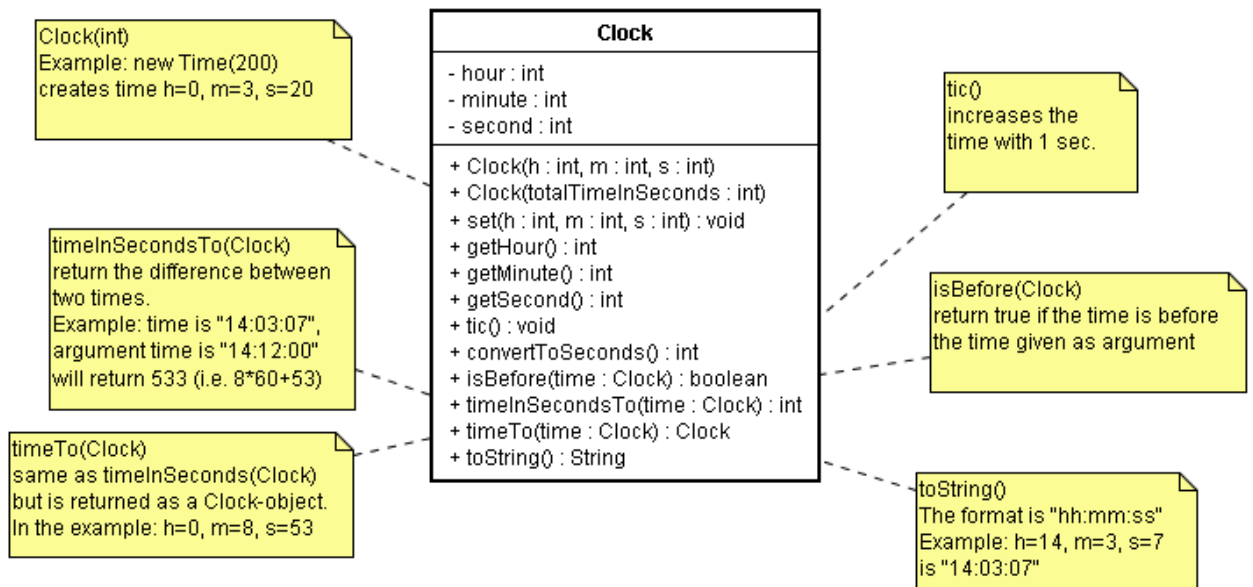 Clock(int)
Example: new Time(200)
creates time h=0, m=3, s=20
timeInSecondsTo(Clock)
return the difference between
two times.
Example: time is "14:03:07",
argument time is "14:12:00"
will return 533 (i.e. 8*60+53)
timeTo(Clock)
same as timeInSeconds(Clock)
but is returned as a Clock-object.
In the example: h=0, m=8, s=53
Clock
- hour : int
- minute : int
- second : int
+ Clock(h : int, m : int, s : int)
+ Clock(totalTimeInSeconds : int)
+ set(h : int, m : int, s : int) : void
+ getHour() : int
+ getMinute() : int
+ getSecond() : int
+ tic() : void
+ convertToSeconds() : int
+ isBefore(time : Clock) : boolean
+ timeInSecondsTo(time : Clock) : int
+ timeTo(time : Clock) : Clock
+ toString() : String
tic()
increases the
time with 1 sec.
isBefore(Clock)
return true if the time is before
the time given as argument
toString()
The format is "hh:mm:ss"
Example: h=14, m=3, s=7
is "14:03:07"